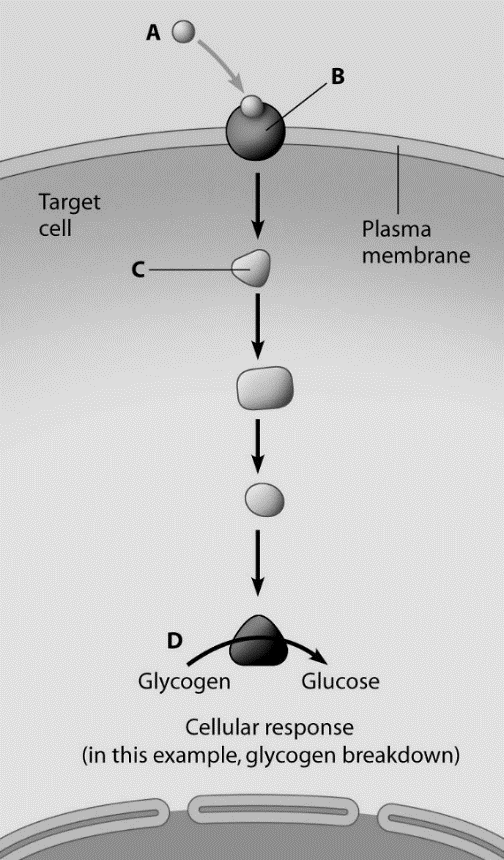 A
B
Target
cell
Plasma
membrane
C
D
Glycogen
Glucose
Cellular response
(in this example, glycogen breakdown)